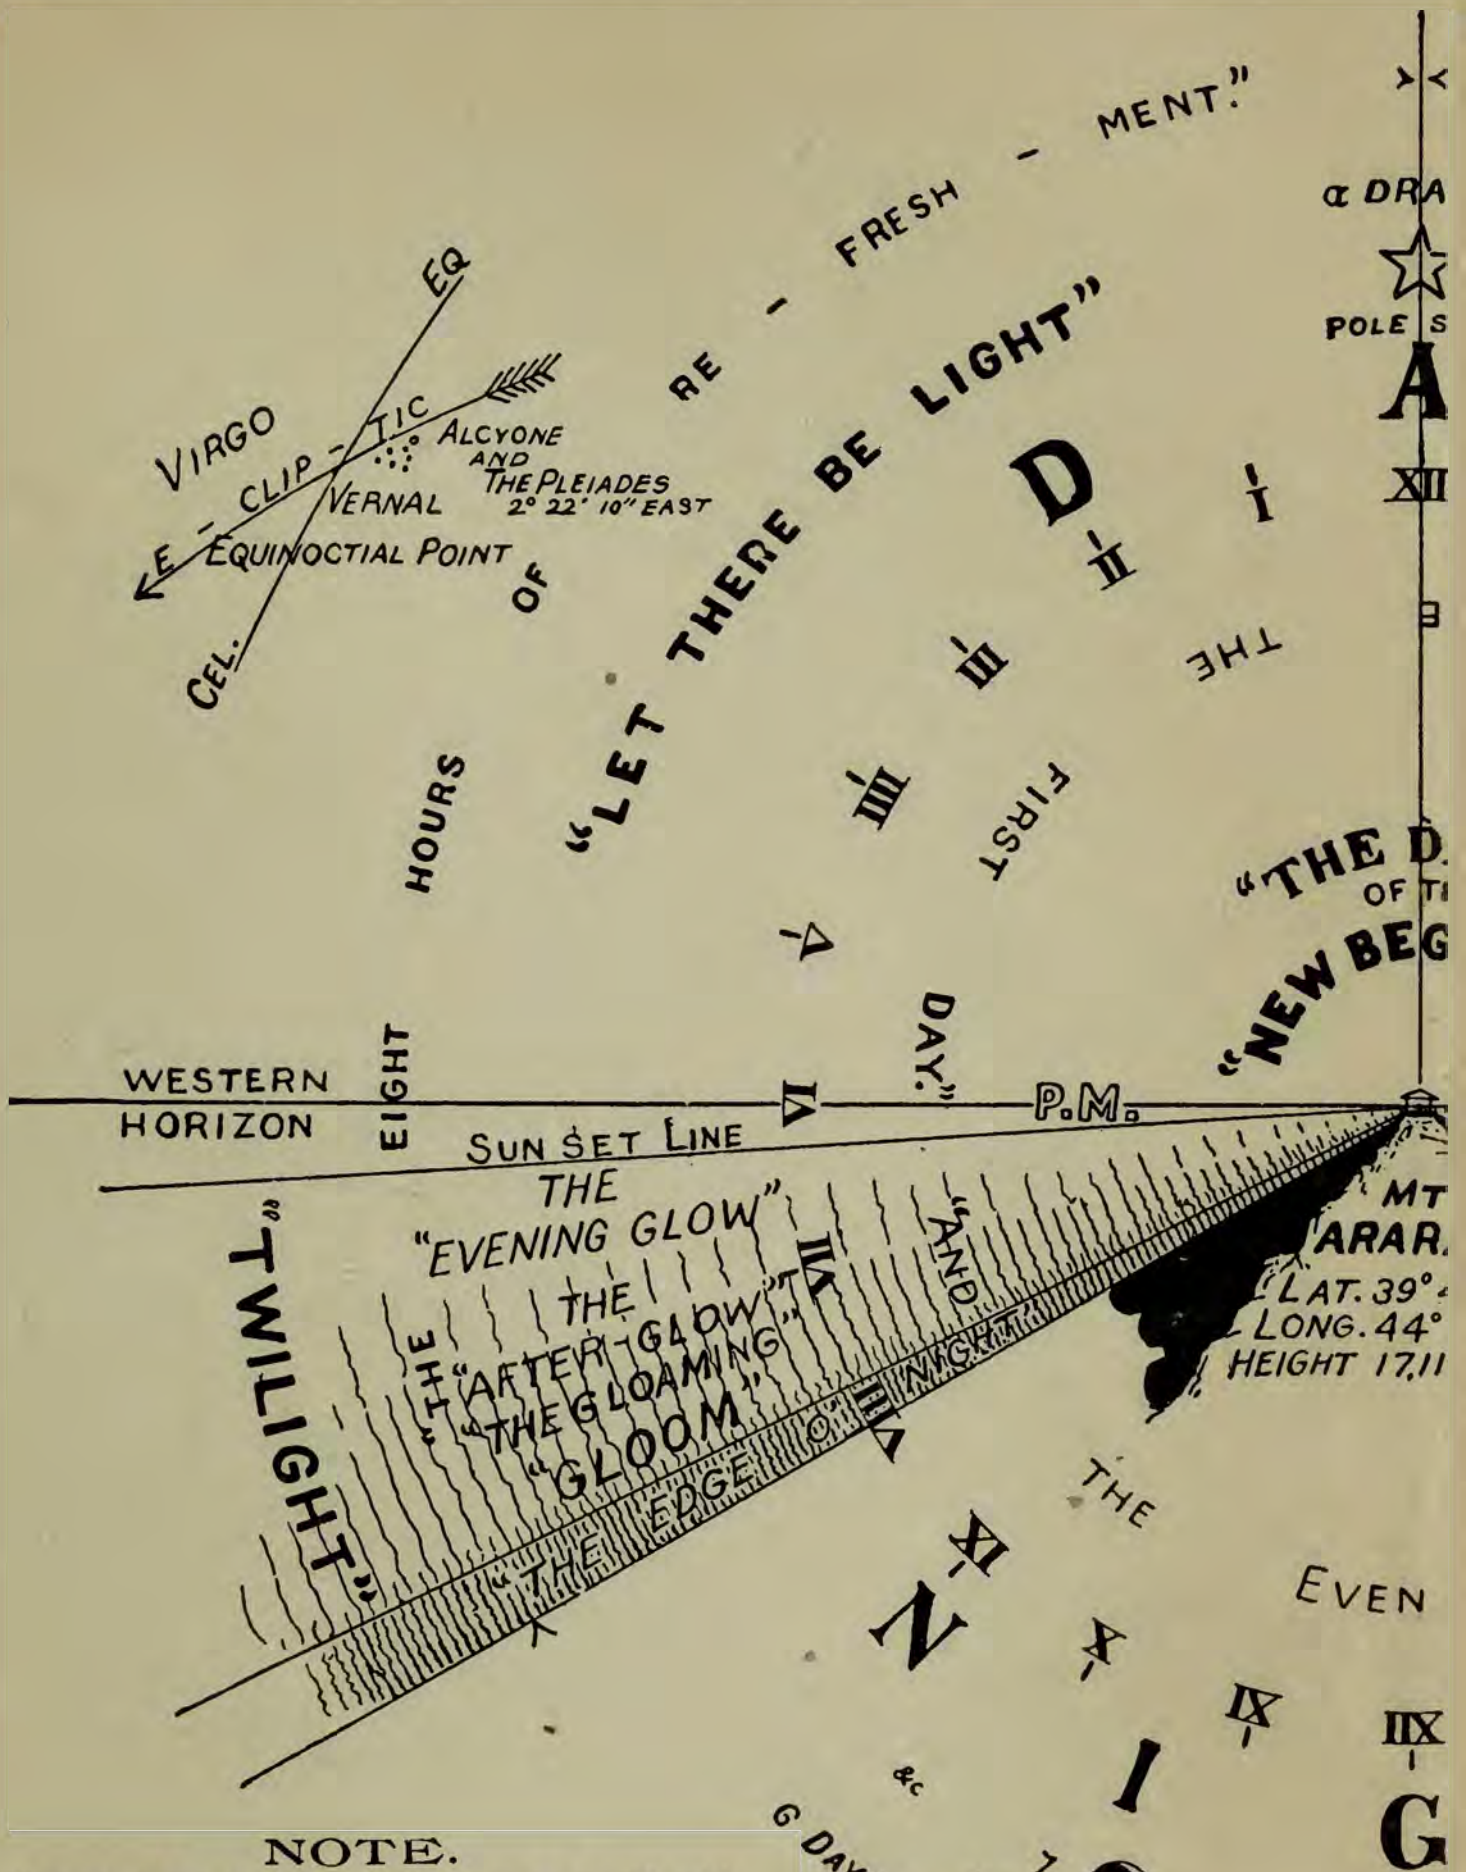 RE - FRESH - MENT."
α DRA
POLE S
A
XII
EQ
E - CLIP - TIC
CEL.
VIRGO
ALCYONE
AND
THE PLEIADES
2° 22' 10" EAST
VERNAL
EQUINOCTIAL POINT
EIGHT HOURS OF
"LET THERE BE LIGHT"
D
I
II
III
IIII
V
VI
THE
FIRST
DAY."
"THE D
OF T
"NEW BEG
WESTERN
HORIZON
P.M.
SUN SET LINE
"TWILIGHT"
THE
"EVENING GLOW"
"THE
THE
"AFTER-GLOW"
"THE GLOAMING"
"GLOOM"
"THE EDGE O' NIGHT"
"AND
VII
VIII
MT
ARAR
LAT. 39°
LONG. 44°
HEIGHT 17,11
THE
EVEN
XI
X
IX
IIX
N
I
G
&c
G DAY
NOTE.